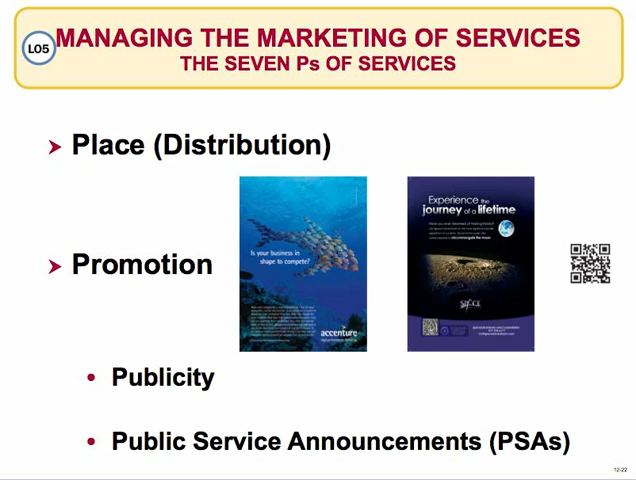 LO5
MANAGING THE MARKETING OF SERVICES
THE SEVEN Ps OF SERVICES
Place (Distribution)
Promotion
Is your business in
shape to compete?
accenture
Experience the
journey of a lifetime
SPACE
Publicity
Public Service Announcements (PSAs)
12-22